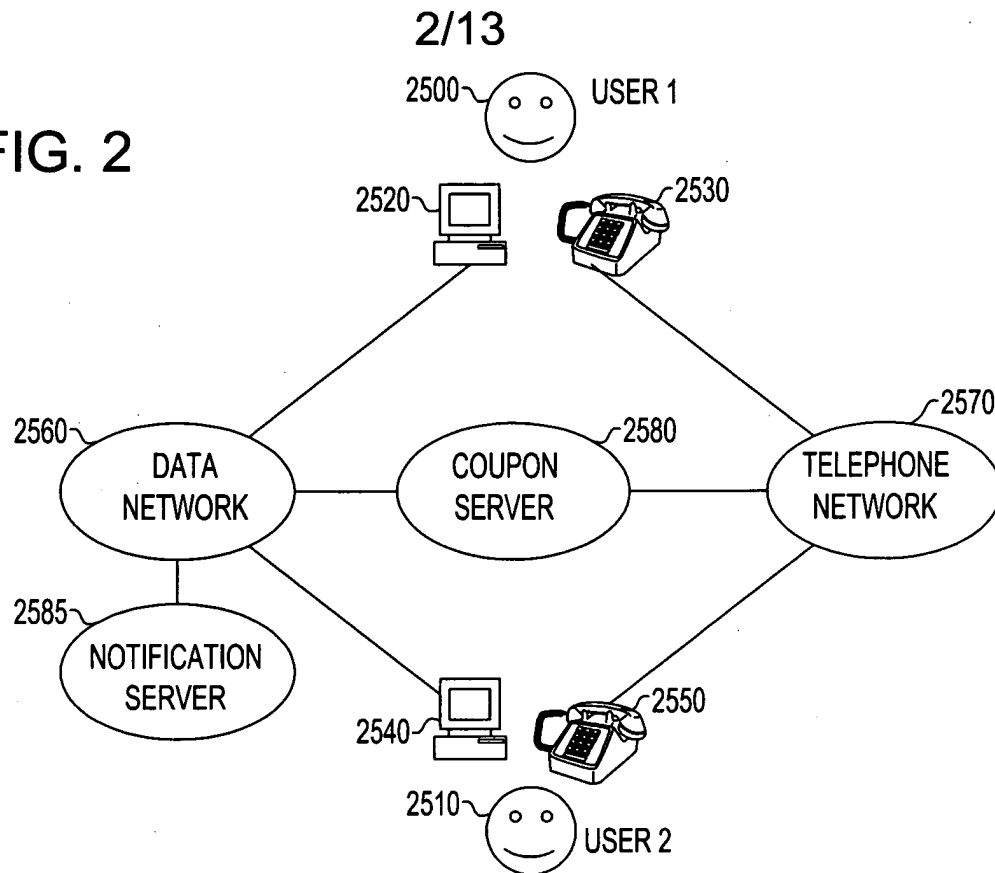 2/13
2500 USER 1
FIG. 2
2520 2530
2560 2580 2570
DATA NETWORK
COUPON SERVER
TELEPHONE NETWORK
2585
NOTIFICATION SERVER
2540 2550
2510
USER 2